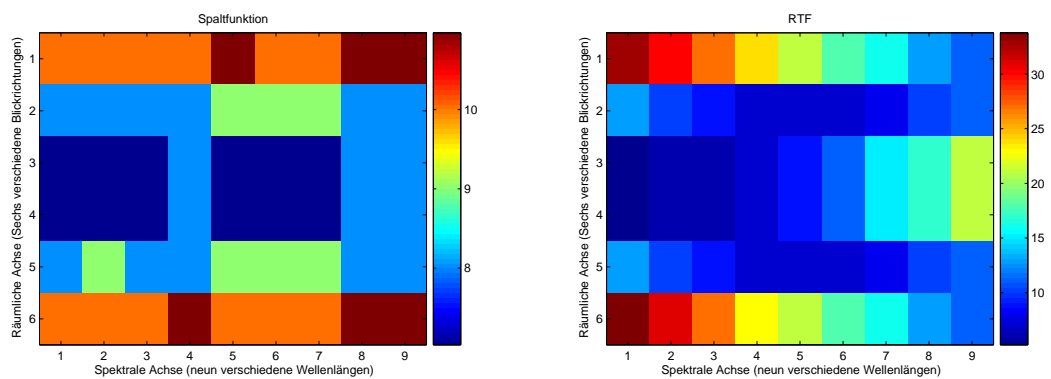 Spaltfunktion
Räumliche Achse (Sechs verschiedene Blickrichtungen)
1
2
3
4
5
6
1 2 3 4 5 6 7 8 9
Spektrale Achse (neun verschiedene Wellenlängen)
10
9
8
RTF
Räumliche Achse (Sechs verschiedene Blickrichtungen)
1
2
3
4
5
6
1 2 3 4 5 6 7 8 9
Spektrale Achse (neun verschiedene Wellenlängen)
30
25
20
15
10